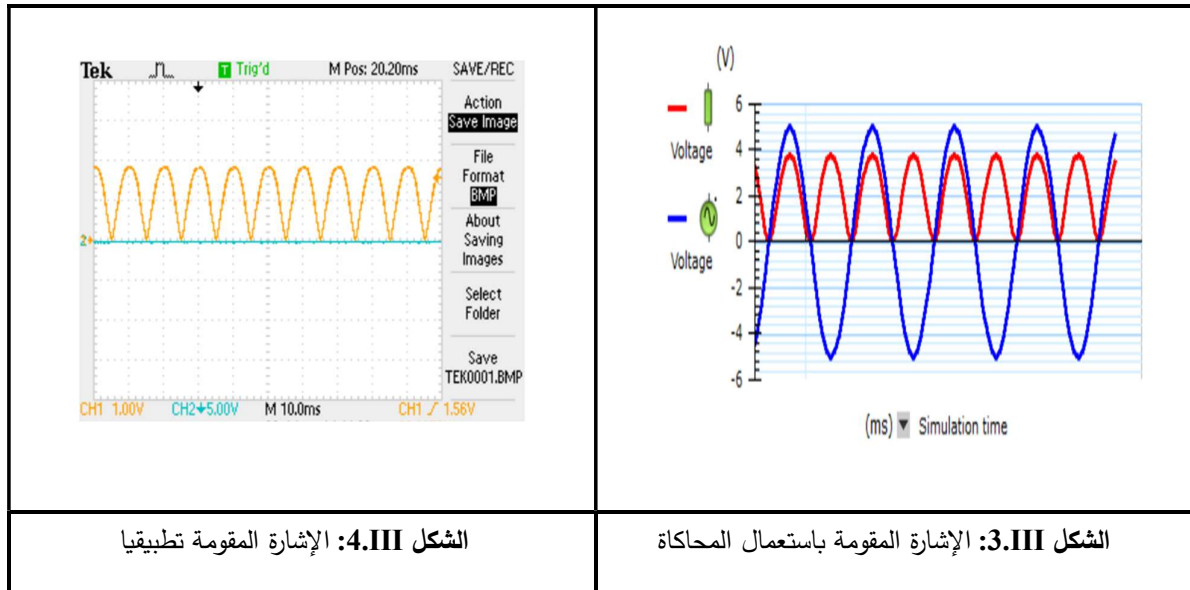 Tek
T Trig'd
M Pos: 20.20ms
SAVE/REC
Action
Save Image
File
Format
BMP
About
Saving
Images
Select
Folder
Save
TEK0001.BMP
2
CH1 1.00V
CH2 5.00V
M 10.0ms
CH1
1.56V
(V)
Voltage
Voltage
6
4
2
0
-2
-4
-6
(ms) Simulation time
الشكل 3.III: الإشارة المقومة باستعمال المحاكاة
الشكل 4.III: الإشارة المقومة تطبيقيا